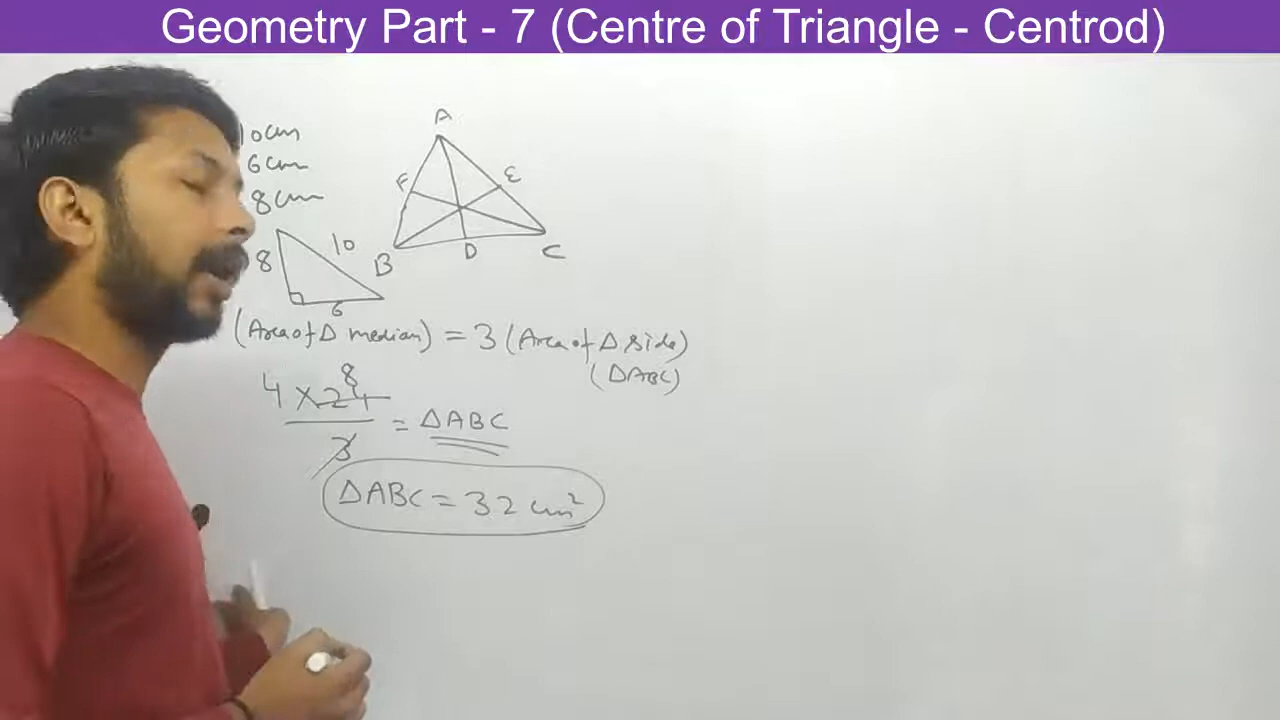 Geometry Part - 7 (Centre of Triangle - Centrod)
10cm
6cm
8cm
A
F
E
B
D
C
8
10
6
(Area of Δ median) = 3 (Area of Δ side)
(ΔABC)
8
4 × 24
= ΔABC
3
ΔABC = 32 cm²